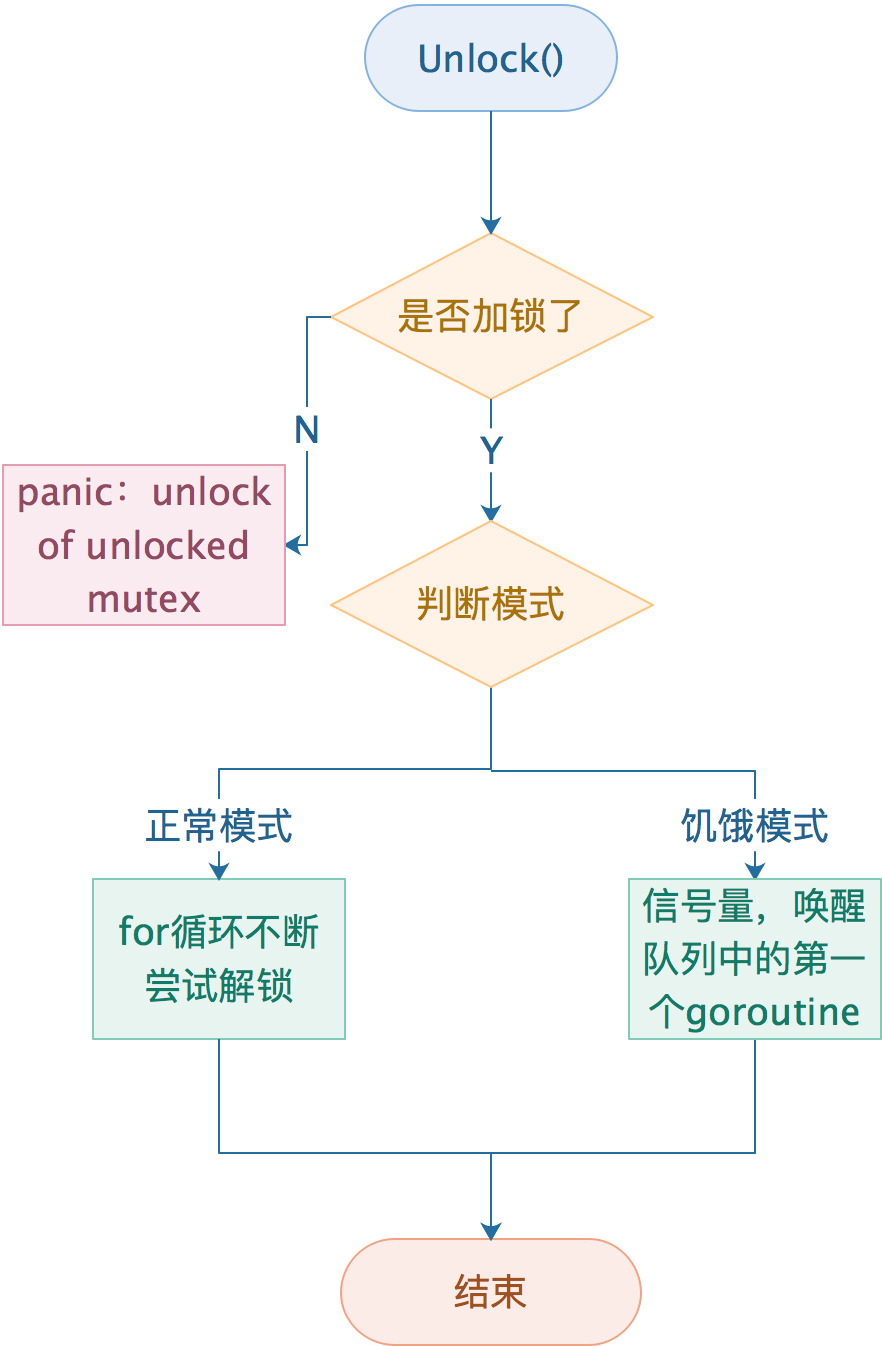 Unlock()
是否加锁了
N
Y
panic：unlock
of unlocked
mutex
判断模式
正常模式
饥饿模式
for循环不断
尝试解锁
信号量，唤醒
队列中的第一
个goroutine
结束